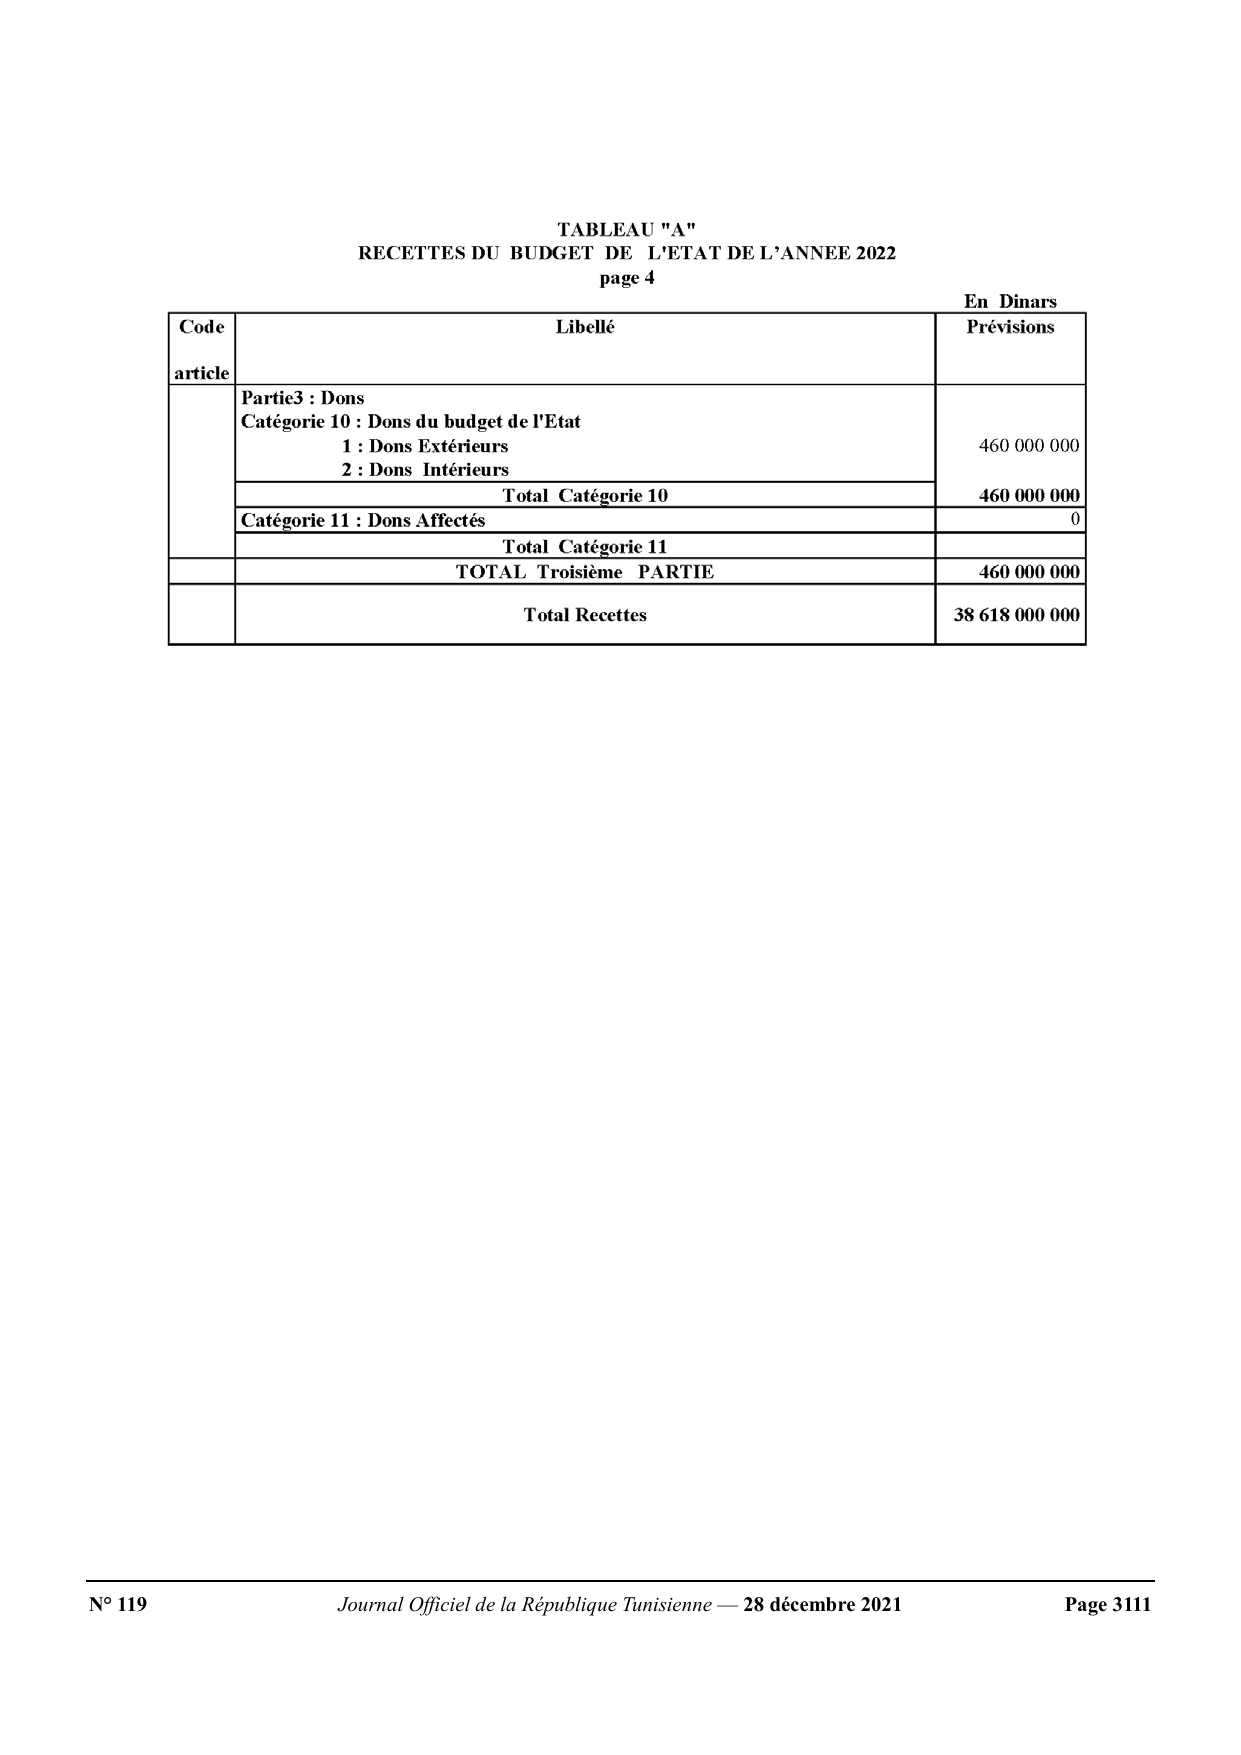 TABLEAU "A"
RECETTES DU BUDGET DE L'ETAT DE L’ANNEE 2022
page 4
En Dinars
Code article Libellé Prévisions
Partie3 : Dons
Catégorie 10 : Dons du budget de l'Etat
1 : Dons Extérieurs 460 000 000
2 : Dons Intérieurs
Total Catégorie 10 460 000 000
Catégorie 11 : Dons Affectés 0
Total Catégorie 11
TOTAL Troisième PARTIE 460 000 000
Total Recettes 38 618 000 000
N° 119 Journal Officiel de la République Tunisienne — 28 décembre 2021 Page 3111